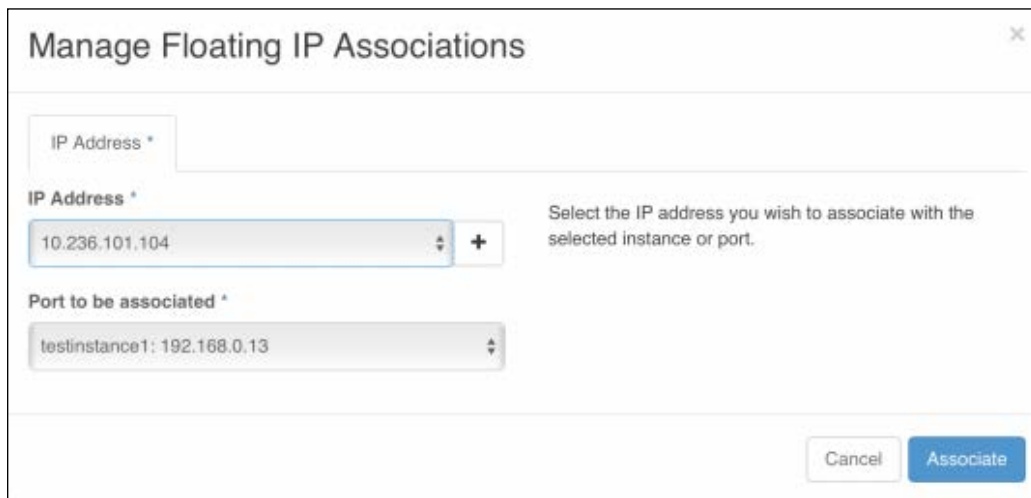 Manage Floating IP Associations
×
IP Address *
IP Address *
10.236.101.104
+
Select the IP address you wish to associate with the
selected instance or port.
Port to be associated *
testinstance1: 192.168.0.13
Cancel
Associate